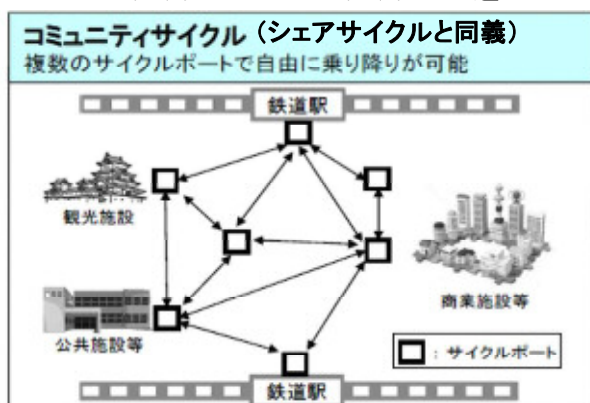 コミュニティサイクル（シェアサイクルと同義）
複数のサイクルポートで自由に乗り降りが可能
鉄道駅
観光施設
商業施設等
公共施設等
：サイクルポート
鉄道駅